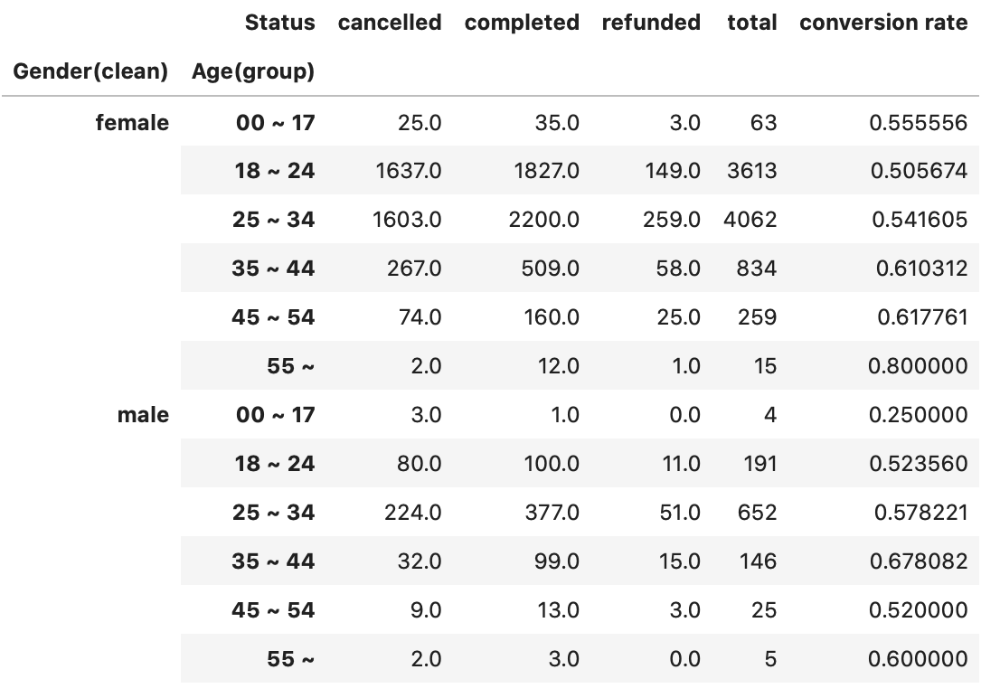 Status cancelled completed refunded total conversion rate
Gender(clean) Age(group)
female 00 ~ 17 25.0 35.0 3.0 63 0.555556
18 ~ 24 1637.0 1827.0 149.0 3613 0.505674
25 ~ 34 1603.0 2200.0 259.0 4062 0.541605
35 ~ 44 267.0 509.0 58.0 834 0.610312
45 ~ 54 74.0 160.0 25.0 259 0.617761
55 ~ 2.0 12.0 1.0 15 0.800000
male 00 ~ 17 3.0 1.0 0.0 4 0.250000
18 ~ 24 80.0 100.0 11.0 191 0.523560
25 ~ 34 224.0 377.0 51.0 652 0.578221
35 ~ 44 32.0 99.0 15.0 146 0.678082
45 ~ 54 9.0 13.0 3.0 25 0.520000
55 ~ 2.0 3.0 0.0 5 0.600000